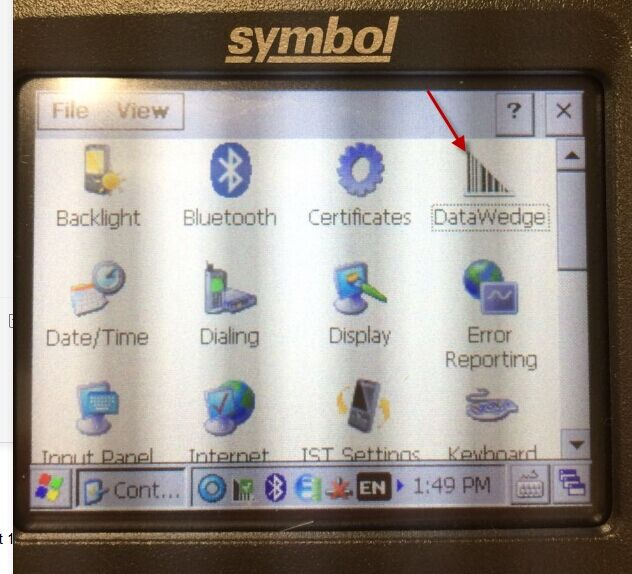 symbol
File View ? ×
Backlight Bluetooth Certificates DataWedge
Date/Time Dialing Display Error
Reporting
Input Panel Internet IST Settings Keyboard
Cont... EN 1:49 PM
t 1